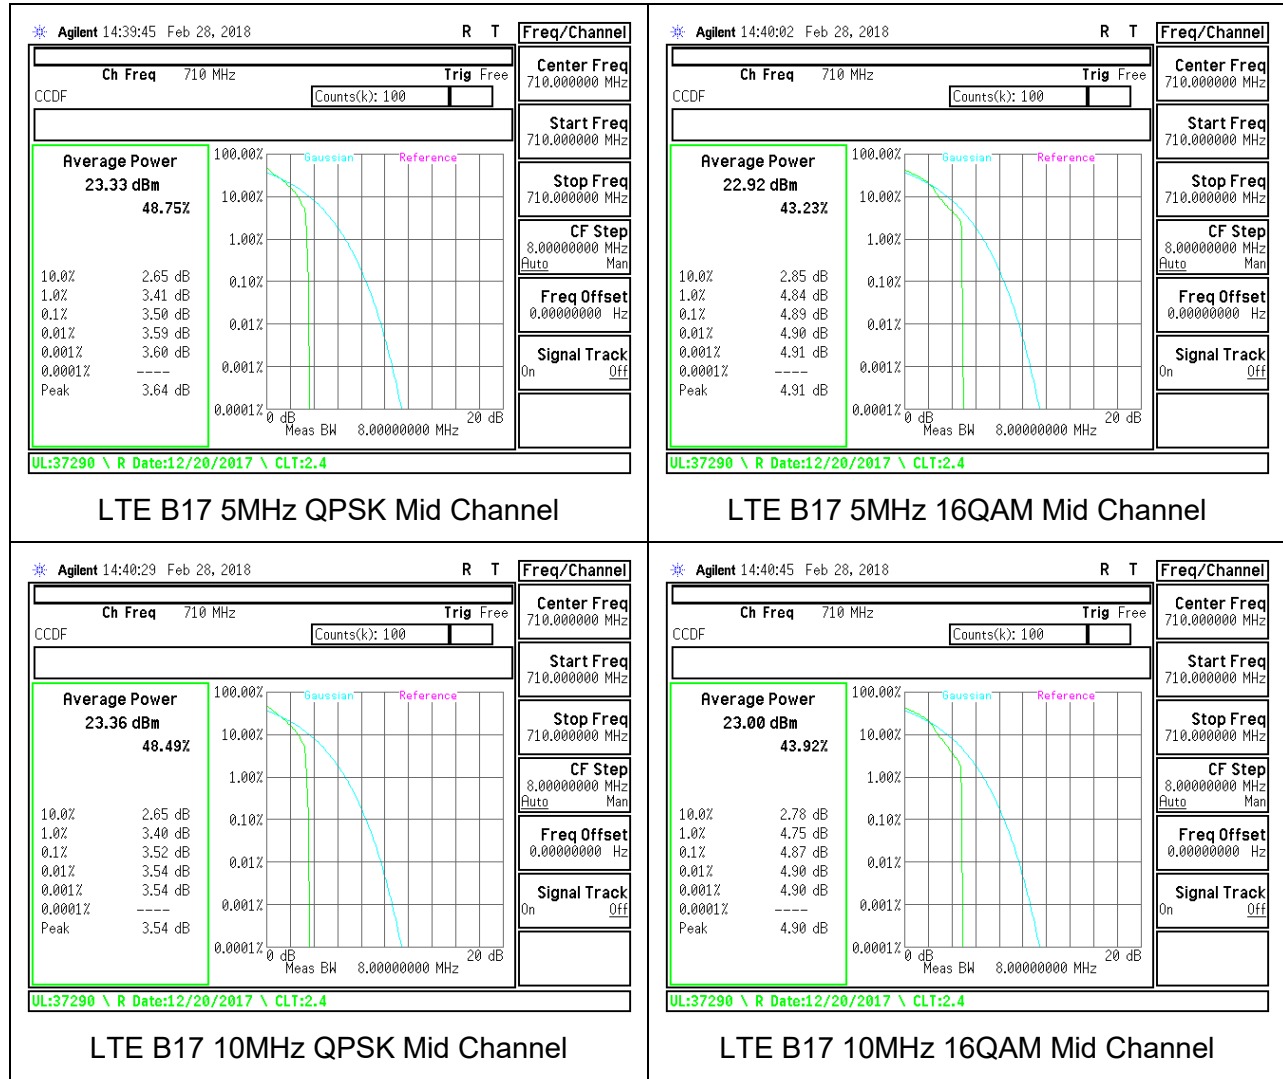 Agilent 14:39:45 Feb 28, 2018 R T Freq/Channel
Ch Freq 710 MHz Trig Free
CCDF Counts(k): 100
Center Freq
710.000000 MHz
Start Freq
710.000000 MHz
Stop Freq
710.000000 MHz
CF Step
8.00000000 MHz
Auto Man
Freq Offset
0.00000000 Hz
Signal Track
On Off
Average Power
23.33 dBm
48.75%
10.0% 2.65 dB
1.0% 3.41 dB
0.1% 3.50 dB
0.01% 3.59 dB
0.001% 3.60 dB
0.0001% ----
Peak 3.64 dB
Gaussian Reference
100.00%
10.00%
1.00%
0.10%
0.01%
0.001%
0.0001%
0 dB 20 dB
Meas BW 8.00000000 MHz
UL:37290 \ R Date:12/20/2017 \ CLT:2.4
LTE B17 5MHz QPSK Mid Channel
Agilent 14:40:02 Feb 28, 2018 R T Freq/Channel
Ch Freq 710 MHz Trig Free
CCDF Counts(k): 100
Center Freq
710.000000 MHz
Start Freq
710.000000 MHz
Stop Freq
710.000000 MHz
CF Step
8.00000000 MHz
Auto Man
Freq Offset
0.00000000 Hz
Signal Track
On Off
Average Power
22.92 dBm
43.23%
10.0% 2.85 dB
1.0% 4.84 dB
0.1% 4.89 dB
0.01% 4.90 dB
0.001% 4.91 dB
0.0001% ----
Peak 4.91 dB
Gaussian Reference
100.00%
10.00%
1.00%
0.10%
0.01%
0.001%
0.0001%
0 dB 20 dB
Meas BW 8.00000000 MHz
UL:37290 \ R Date:12/20/2017 \ CLT:2.4
LTE B17 5MHz 16QAM Mid Channel
Agilent 14:40:29 Feb 28, 2018 R T Freq/Channel
Ch Freq 710 MHz Trig Free
CCDF Counts(k): 100
Center Freq
710.000000 MHz
Start Freq
710.000000 MHz
Stop Freq
710.000000 MHz
CF Step
8.00000000 MHz
Auto Man
Freq Offset
0.00000000 Hz
Signal Track
On Off
Average Power
23.36 dBm
48.49%
10.0% 2.65 dB
1.0% 3.40 dB
0.1% 3.52 dB
0.01% 3.54 dB
0.001% 3.54 dB
0.0001% ----
Peak 3.54 dB
Gaussian Reference
100.00%
10.00%
1.00%
0.10%
0.01%
0.001%
0.0001%
0 dB 20 dB
Meas BW 8.00000000 MHz
UL:37290 \ R Date:12/20/2017 \ CLT:2.4
LTE B17 10MHz QPSK Mid Channel
Agilent 14:40:45 Feb 28, 2018 R T Freq/Channel
Ch Freq 710 MHz Trig Free
CCDF Counts(k): 100
Center Freq
710.000000 MHz
Start Freq
710.000000 MHz
Stop Freq
710.000000 MHz
CF Step
8.00000000 MHz
Auto Man
Freq Offset
0.00000000 Hz
Signal Track
On Off
Average Power
23.00 dBm
43.92%
10.0% 2.78 dB
1.0% 4.75 dB
0.1% 4.87 dB
0.01% 4.90 dB
0.001% 4.90 dB
0.0001% ----
Peak 4.90 dB
Gaussian Reference
100.00%
10.00%
1.00%
0.10%
0.01%
0.001%
0.0001%
0 dB 20 dB
Meas BW 8.00000000 MHz
UL:37290 \ R Date:12/20/2017 \ CLT:2.4
LTE B17 10MHz 16QAM Mid Channel